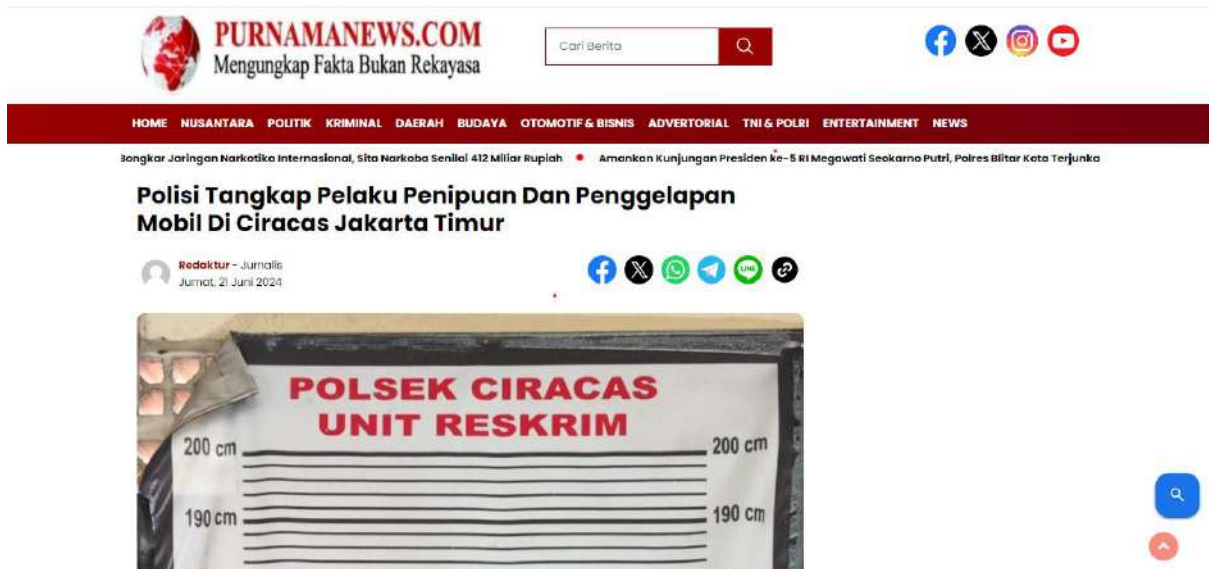 PURNAMANEWS.COM
Mengungkap Fakta Bukan Rekayasa
Cari Berita
HOME NUSANTARA POLITIK KRIMINAL DAERAH BUDAYA OTOMOTIF & BISNIS ADVERTORIAL TNI & POLRI ENTERTAINMENT NEWS
Bongkar Jaringan Narkotika Internasional, Sita Narkoba Senilai 412 Miliar Rupiah • Amankan Kunjungan Presiden ke-5 RI Megawati Seokarno Putri, Polres Blitar Kota Terjunka
Polisi Tangkap Pelaku Penipuan Dan Penggelapan
Mobil Di Ciracas Jakarta Timur
Redaktur - Jurnalis
Jumat, 21 Juni 2024
LINE
POLSEK CIRACAS
UNIT RESKRIM
200 cm 200 cm
190 cm 190 cm